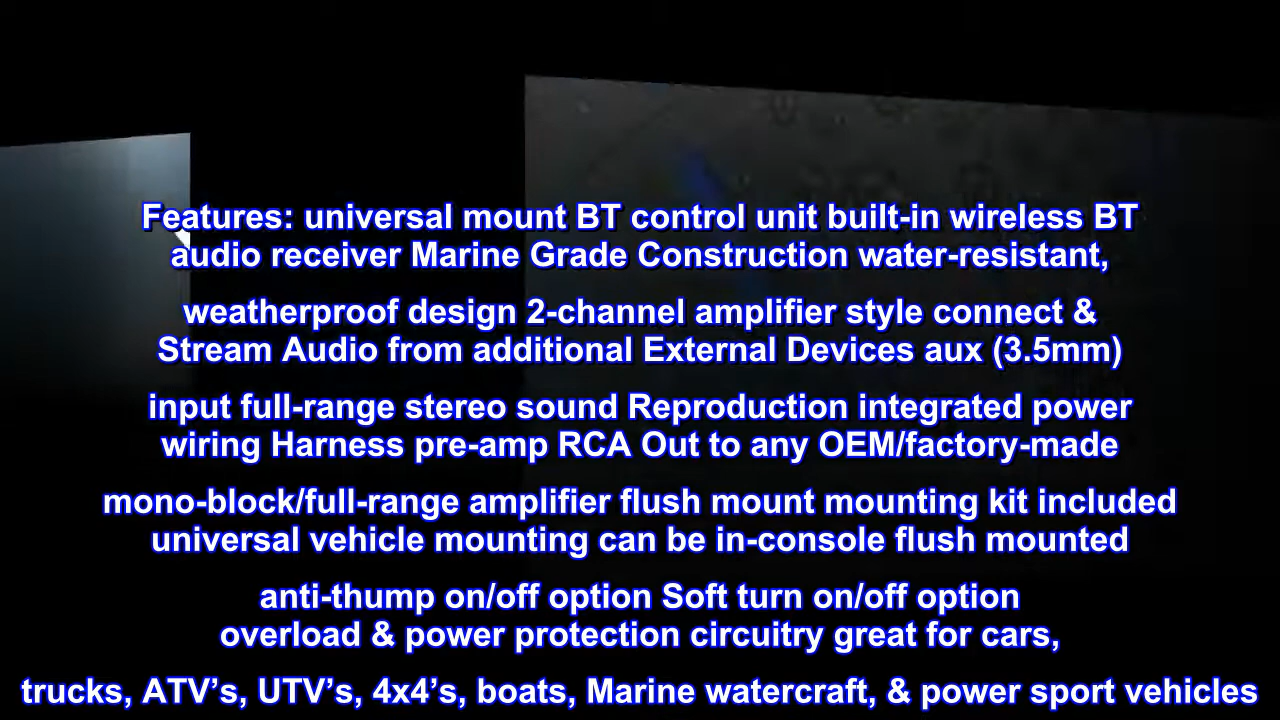 Features: universal mount BT control unit built-in wireless BT
audio receiver Marine Grade Construction water-resistant,
weatherproof design 2-channel amplifier style connect &
Stream Audio from additional External Devices aux (3.5mm)
input full-range stereo sound Reproduction integrated power
wiring Harness pre-amp RCA Out to any OEM/factory-made
mono-block/full-range amplifier flush mount mounting kit included
universal vehicle mounting can be in-console flush mounted
anti-thump on/off option Soft turn on/off option
overload & power protection circuitry great for cars,
trucks, ATV’s, UTV’s, 4x4’s, boats, Marine watercraft, & power sport vehicles